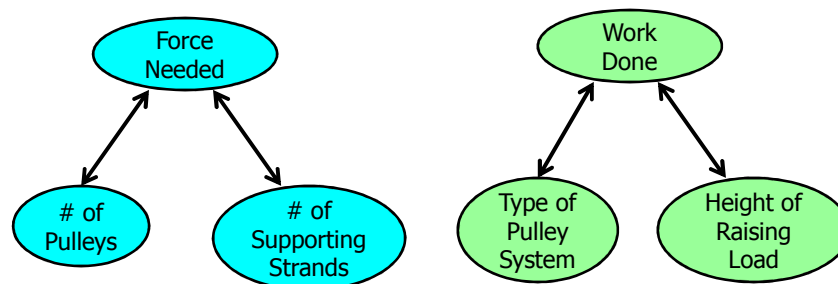 Force
Needed
# of
Pulleys
# of
Supporting
Strands
Work
Done
Type of
Pulley
System
Height of
Raising
Load